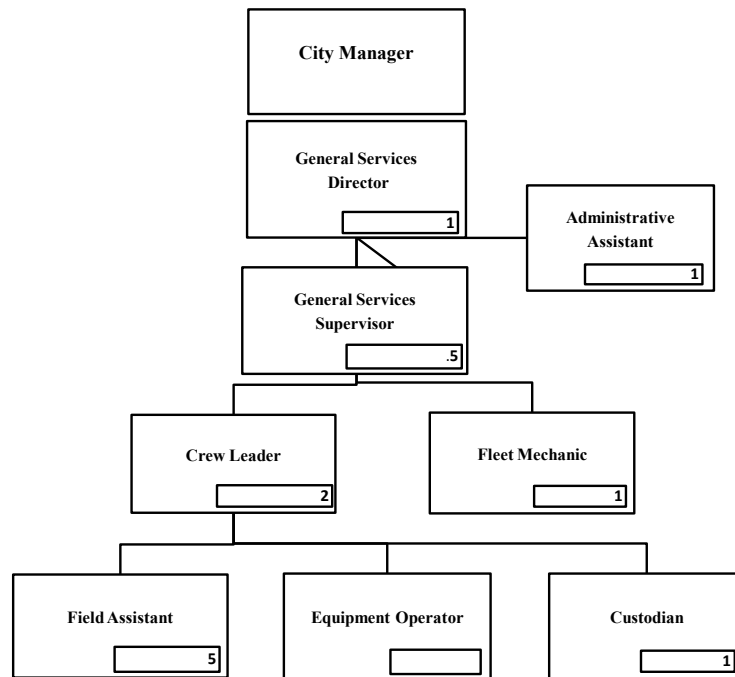 City Manager
General Services
Director
1
Administrative
Assistant
1
General Services
Supervisor
.5
Crew Leader
2
Fleet Mechanic
1
Field Assistant
5
Equipment Operator
Custodian
1